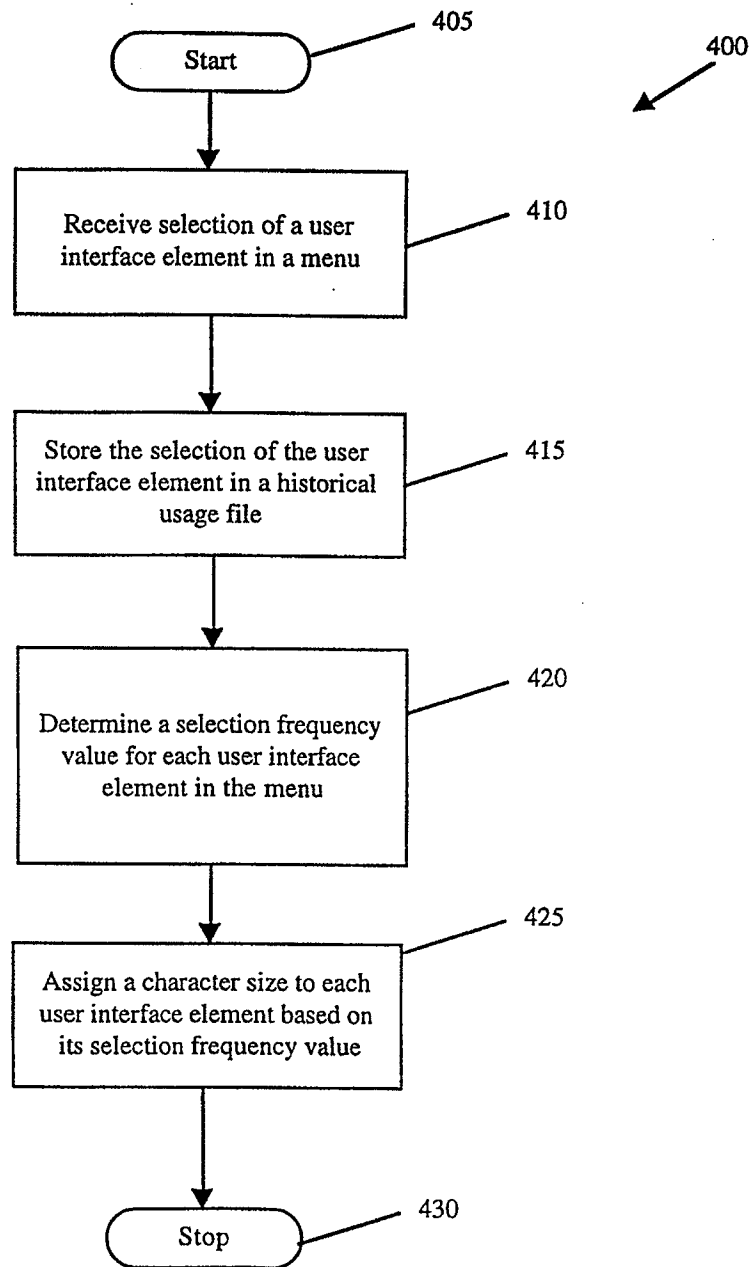 405
Start
400
Receive selection of a user
interface element in a menu
410
Store the selection of the user
interface element in a historical
usage file
415
420
Determine a selection frequency
value for each user interface
element in the menu
425
Assign a character size to each
user interface element based on
its selection frequency value
430
Stop